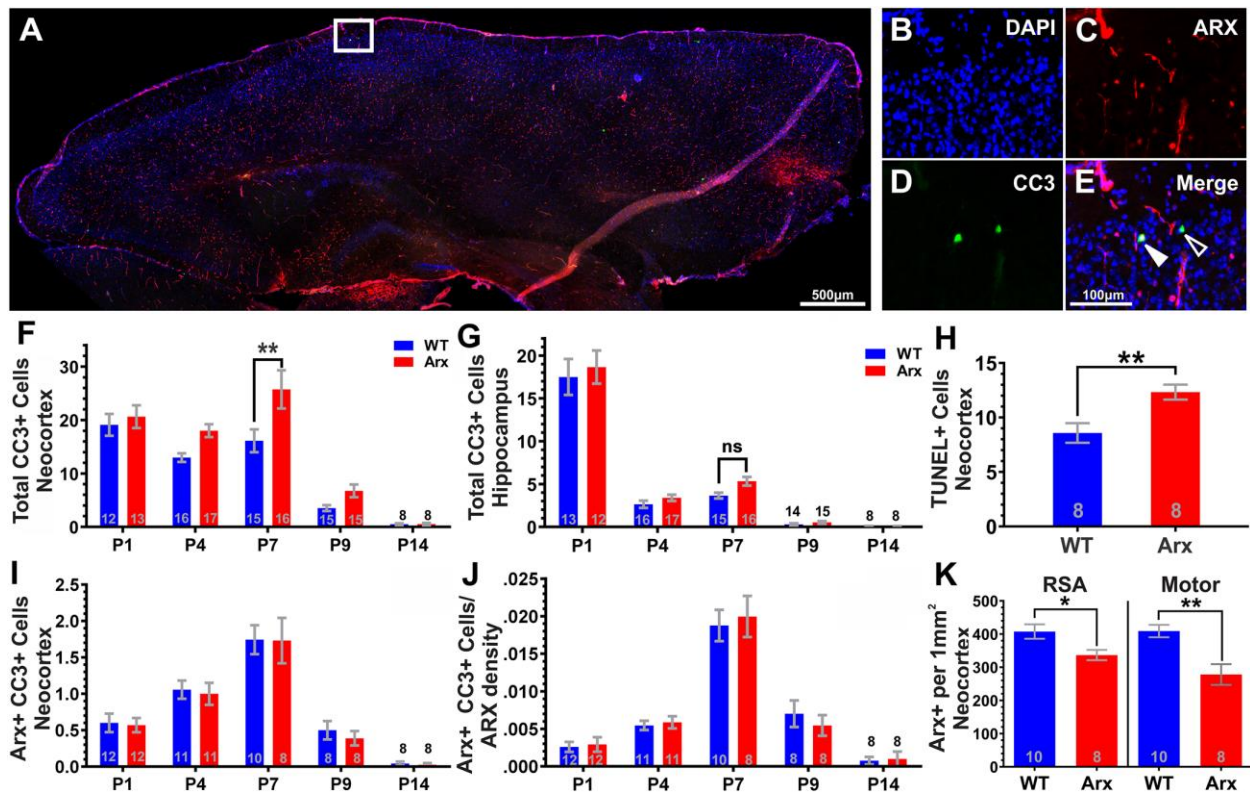 A
500µm
B
DAPI
C
ARX
D
CC3
E
Merge
100µm
F
Total CC3+ Cells
Neocortex
30
20
10
0
**
WT
Arx
12
13
16
17
15
16
15
15
8
8
P1
P4
P7
P9
P14
G
Total CC3+ Cells
Hippocampus
20
15
10
5
0
ns
WT
Arx
13
12
16
17
15
16
14
15
8
8
P1
P4
P7
P9
P14
H
TUNEL+ Cells
Neocortex
15
10
5
0
**
8
8
WT
Arx
I
Arx+ CC3+ Cells
Neocortex
2.5
2.0
1.5
1.0
0.5
0.0
12
12
11
11
10
8
8
8
8
8
P1
P4
P7
P9
P14
J
Arx+ CC3+ Cells/
ARX density
.025
.020
.015
.010
.005
.000
12
12
11
11
10
8
8
8
8
8
P1
P4
P7
P9
P14
K
Arx+ per 1mm²
Neocortex
500
400
300
200
100
0
RSA
Motor
*
**
10
8
10
8
WT
Arx
WT
Arx